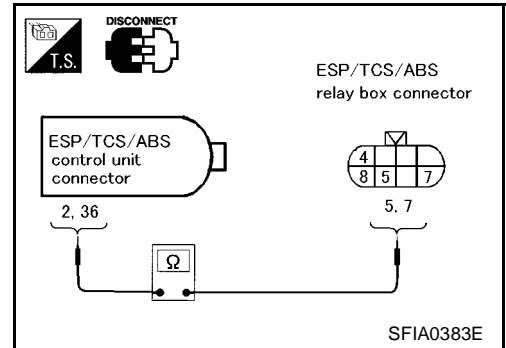 DISCONNECT
T.S.
ESP/TCS/ABS
relay box connector
ESP/TCS/ABS
control unit
connector
4
8 5 7
2, 36
5, 7
Ω
SFIA0383E